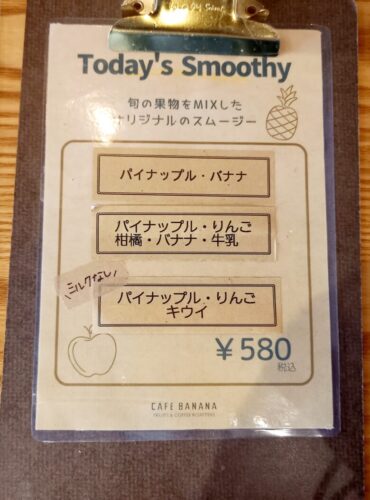 Today's Smoothy
旬の果物をMIXした
オリジナルのスムージー
パイナップル・バナナ
パイナップル・りんご
柑橘・バナナ・牛乳
ミルクなし
パイナップル・りんご
キウイ
￥580
税込
CAFE BANANA